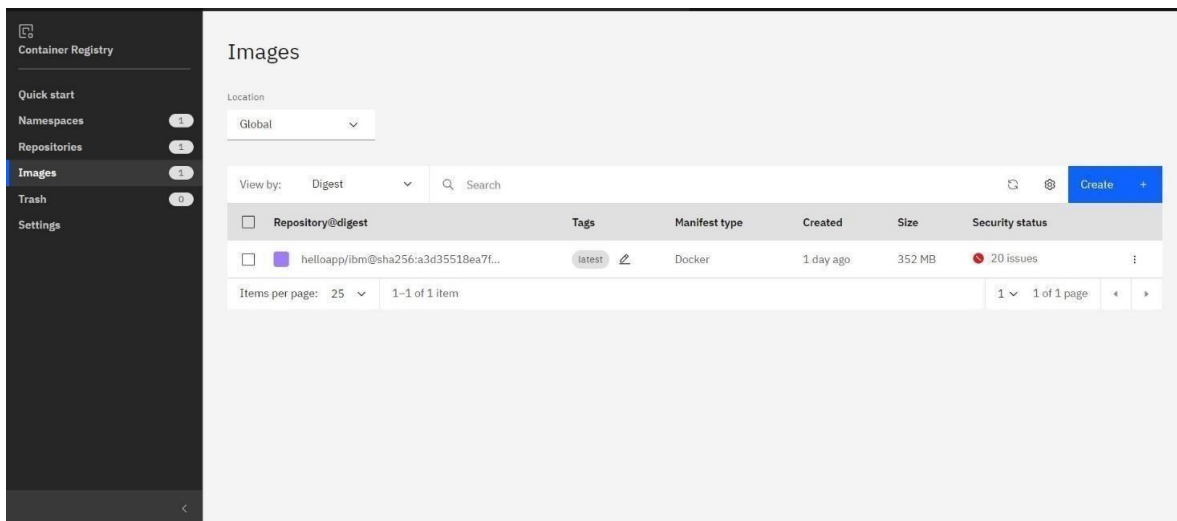 Container Registry
Quick start
Namespaces 1
Repositories 1
Images 1
Trash 0
Settings
Images
Location
Global
View by: Digest Search Create +
Repository@digest Tags Manifest type Created Size Security status
helloapp/ibm@sha256:a3d35518ea7f... latest Docker 1 day ago 352 MB 20 issues
Items per page: 25 1–1 of 1 item 1 1 of 1 page